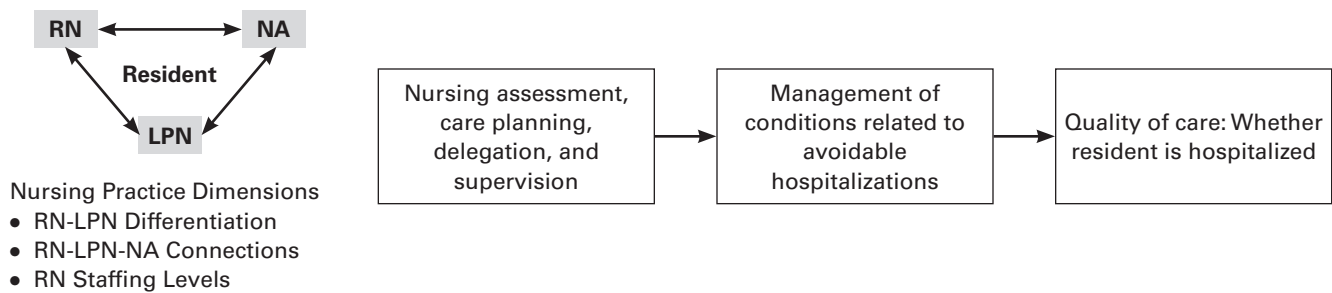 RN
NA
Resident
LPN
Nursing Practice Dimensions
• RN-LPN Differentiation
• RN-LPN-NA Connections
• RN Staffing Levels
Nursing assessment,
care planning,
delegation, and
supervision
Management of
conditions related to
avoidable
hospitalizations
Quality of care: Whether
resident is hospitalized